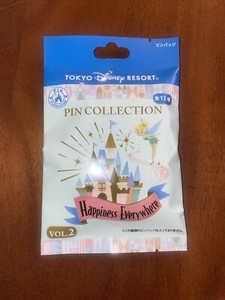 ピンバッジ
TOKYO Disney RESORT®
全13種
PIN COLLECTION
Happiness Everywhere
VOL.2